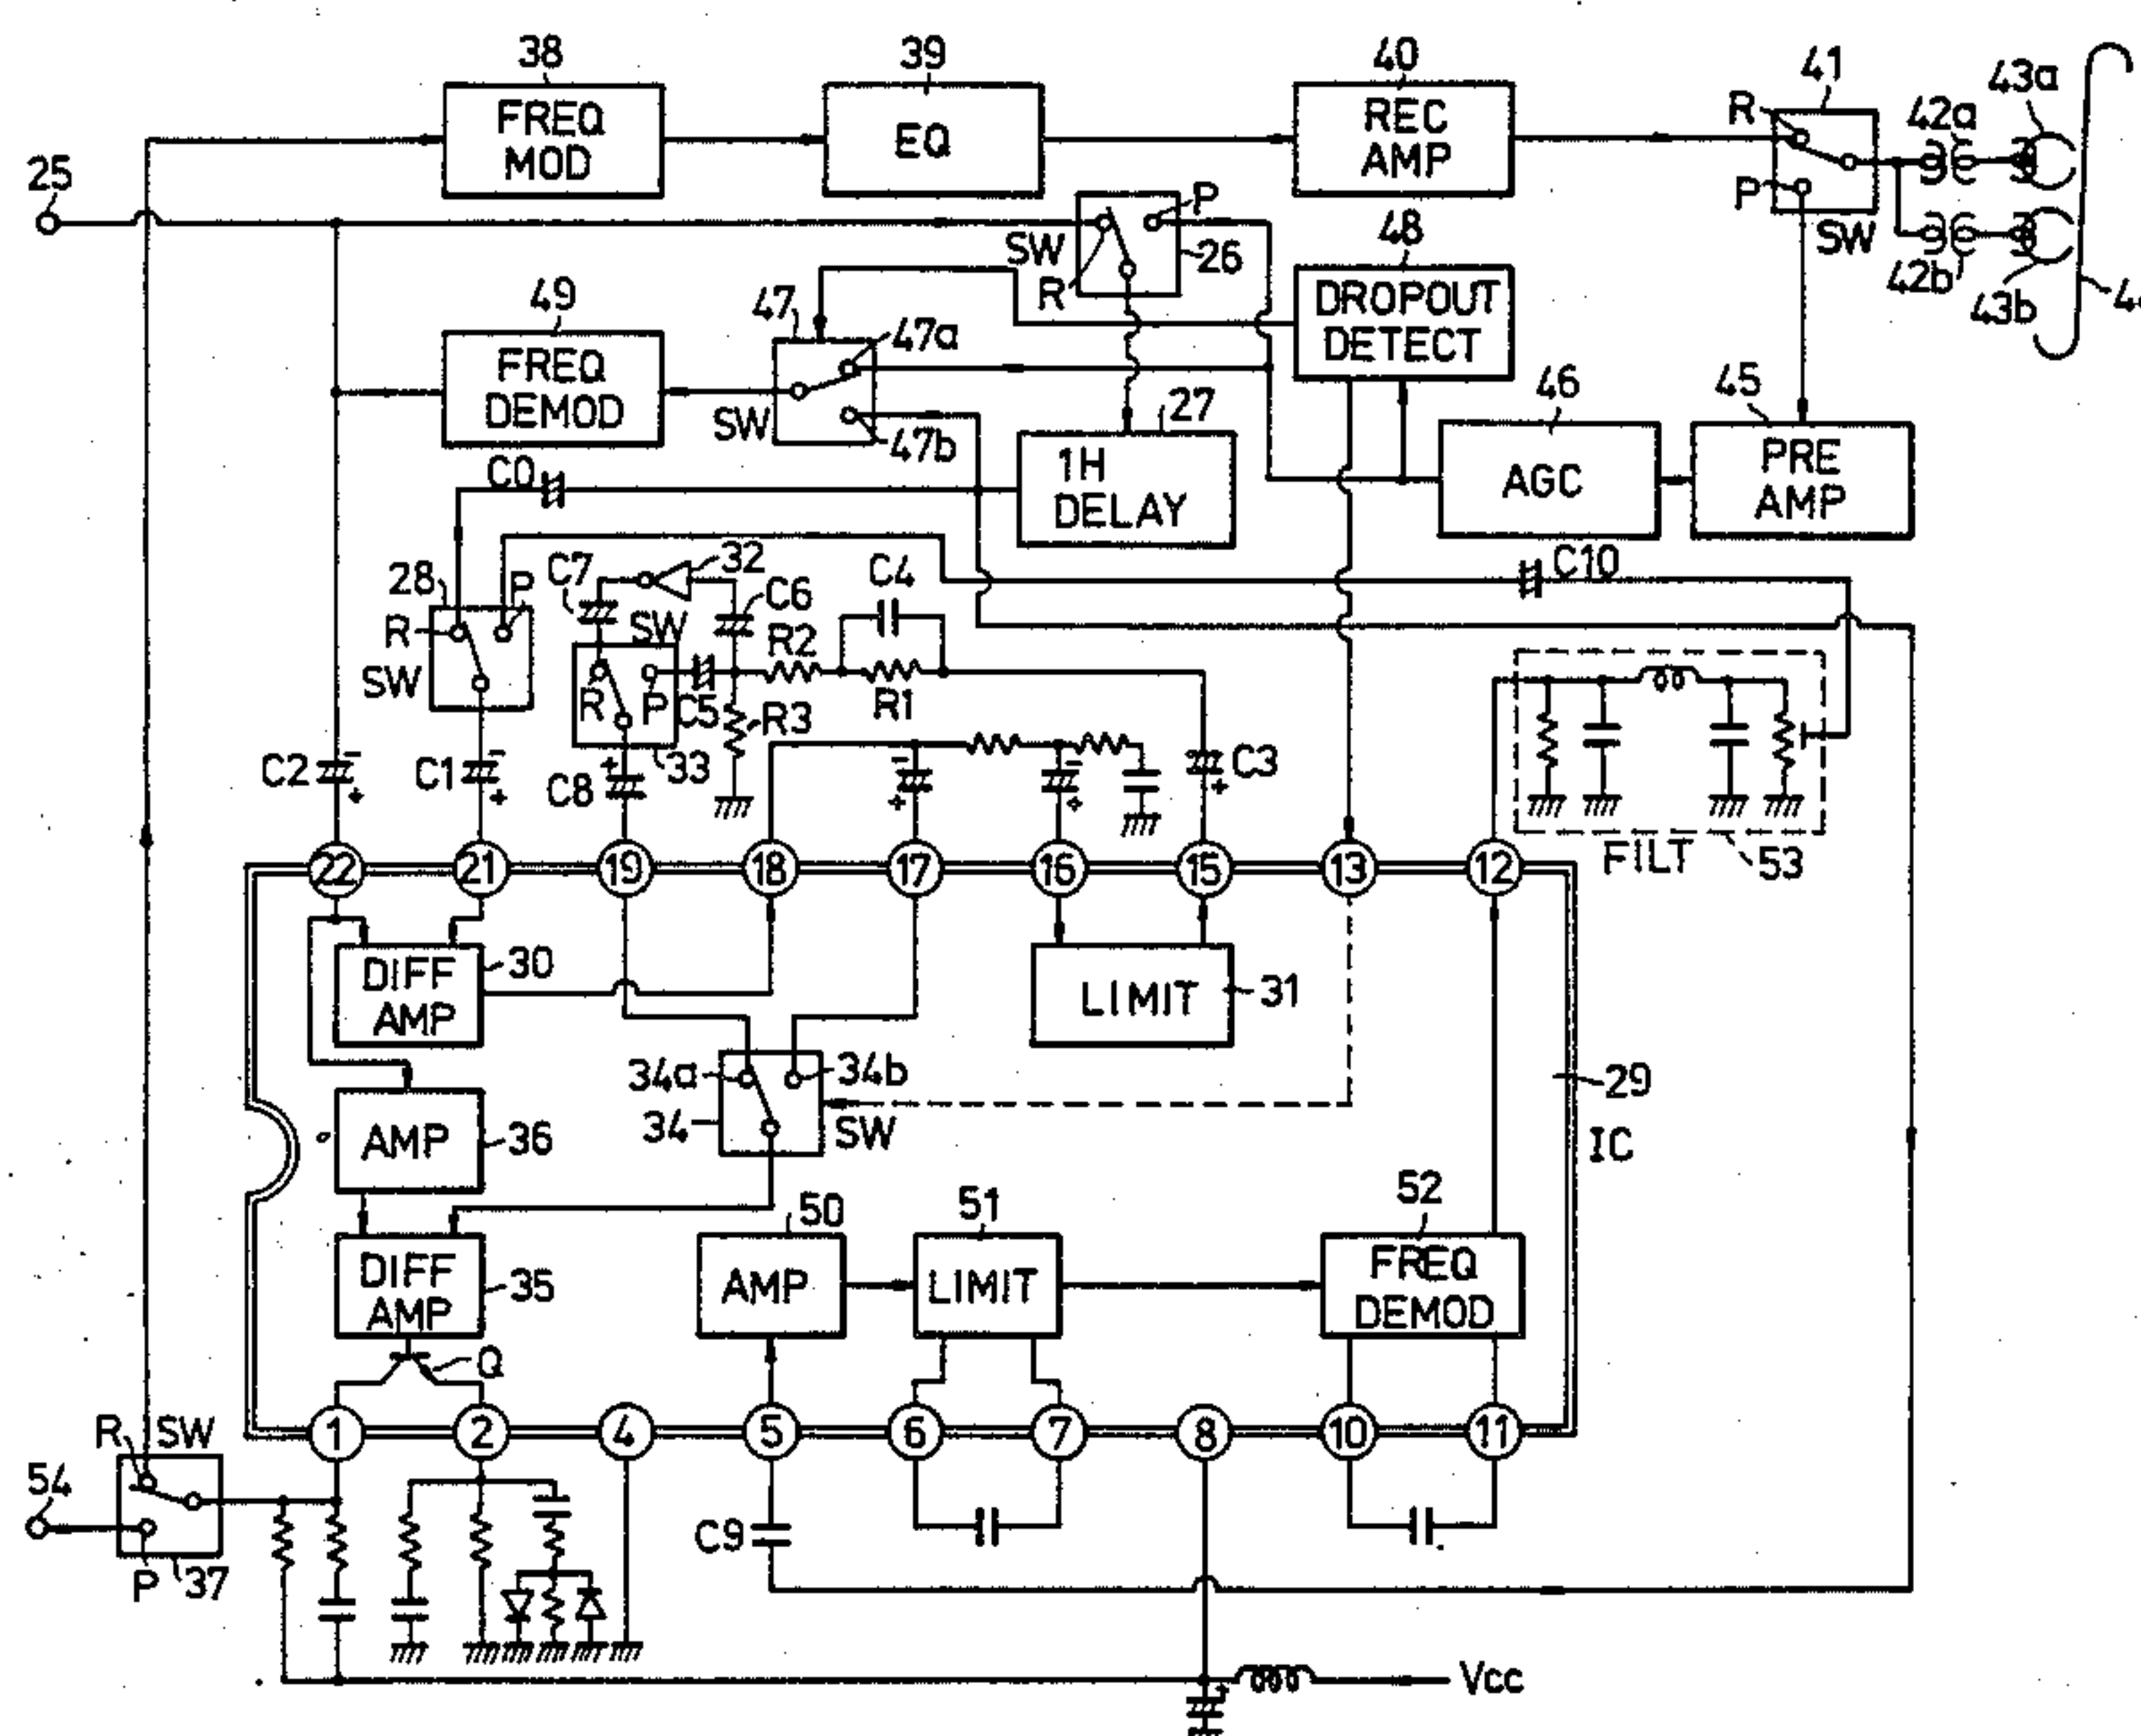 38
39
40
41
43a
FREQ
MOD
EQ
REC
AMP
R
P
SW
42a
42b
43b
25
SW
R
P
26
48
DROPOUT
DETECT
49
FREQ
DEMOD
47
47a
SW
47b
27
1H
DELAY
46
AGC
45
PRE
AMP
C0
28
R
P
SW
C7
32
C6
C4
SW
R2
R1
R
P
C5
R3
33
C10
C2
-
+
C1
-
+
C8
+
-
+
-
+
C3
+
FILT
53
22
21
19
18
17
16
15
13
12
DIFF
AMP
30
LIMIT
31
34a
34b
34
SW
29
IC
AMP
36
50
51
52
DIFF
AMP
35
AMP
LIMIT
FREQ
DEMOD
Q
1
2
4
5
6
7
8
10
11
R
SW
54
P
37
C9
Vcc
+